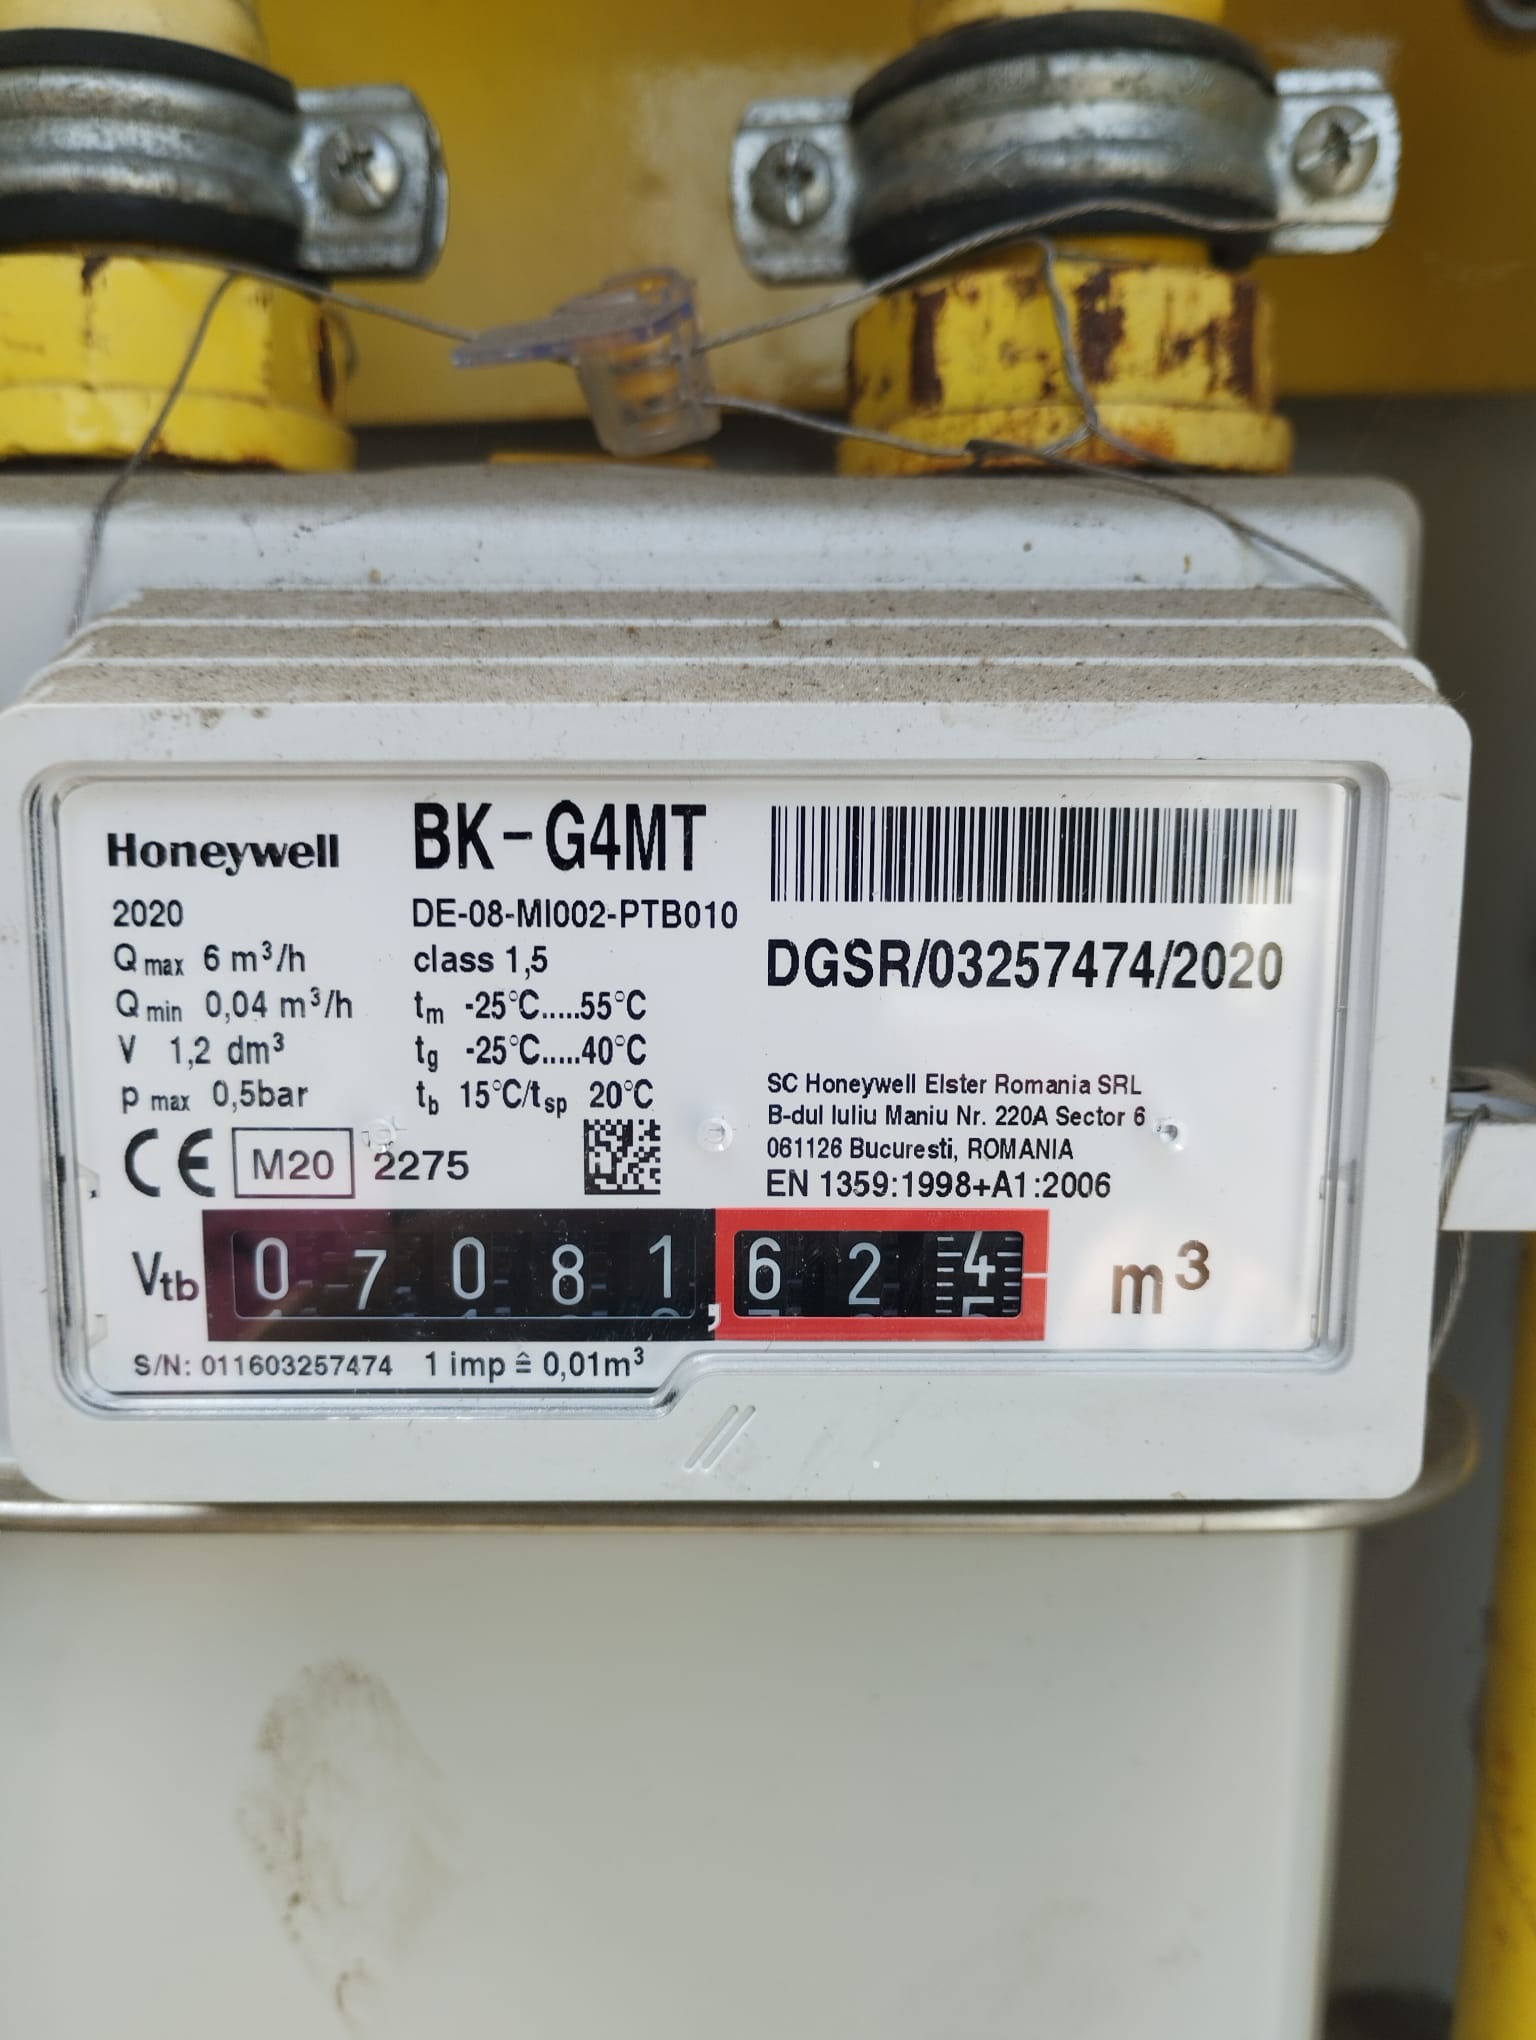 Honeywell
BK-G4MT
2020
DE-08-MI002-PTB010
Q max 6 m³/h
class 1,5
DGSR/03257474/2020
Q min 0,04 m³/h
tm -25°C.....55°C
V 1,2 dm³
tg -25°C.....40°C
p max 0,5bar
tb 15°C/tsp 20°C
SC Honeywell Elster Romania SRL
B-dul Iuliu Maniu Nr. 220A Sector 6
061126 Bucuresti, ROMANIA
CE M20 2275
EN 1359:1998+A1:2006
Vtb 07081,624 m³
S/N: 011603257474 1 imp ≙ 0,01m³